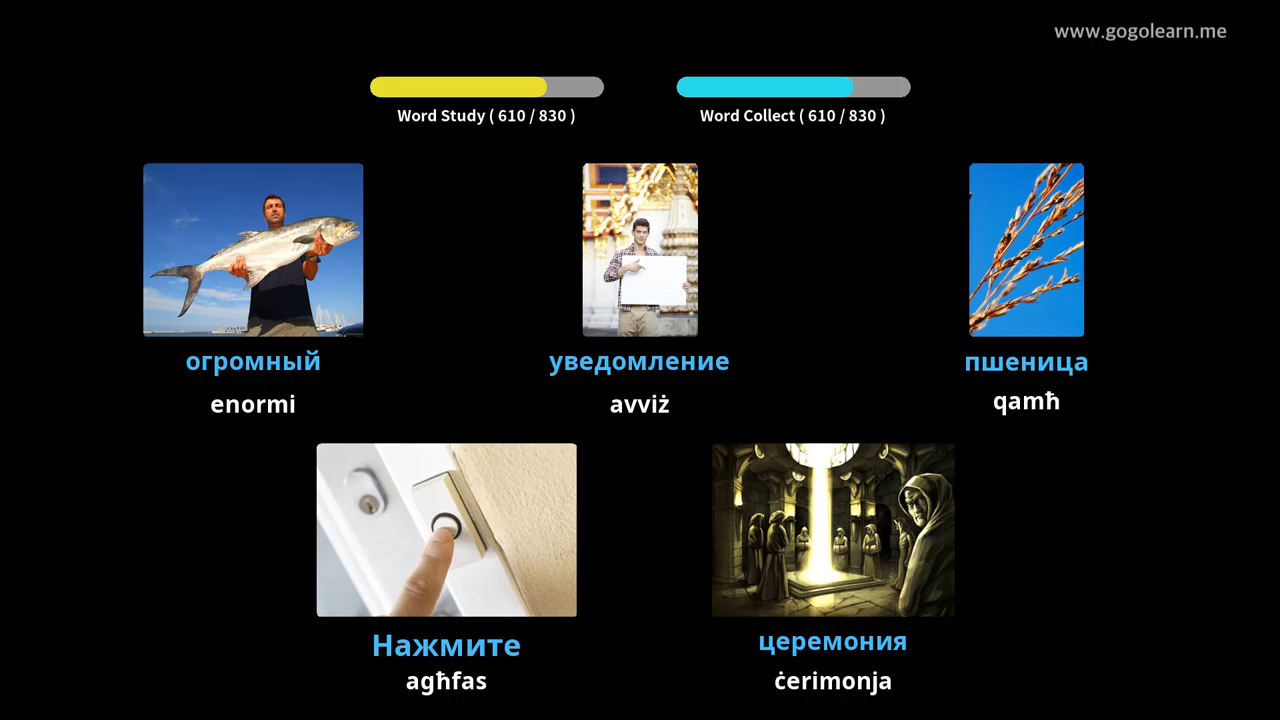 www.gogolearn.me
Word Study ( 610 / 830 )
Word Collect ( 610 / 830 )
огромный
enormi
уведомление
avviż
пшеница
qamħ
Нажмите
agħfas
церемония
ċerimonja